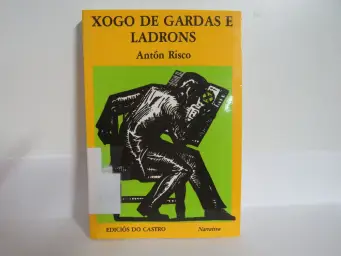 XOGO DE GARDAS E
LADRONS
Antón Risco
EDICIÓS DO CASTRO
Narrativa